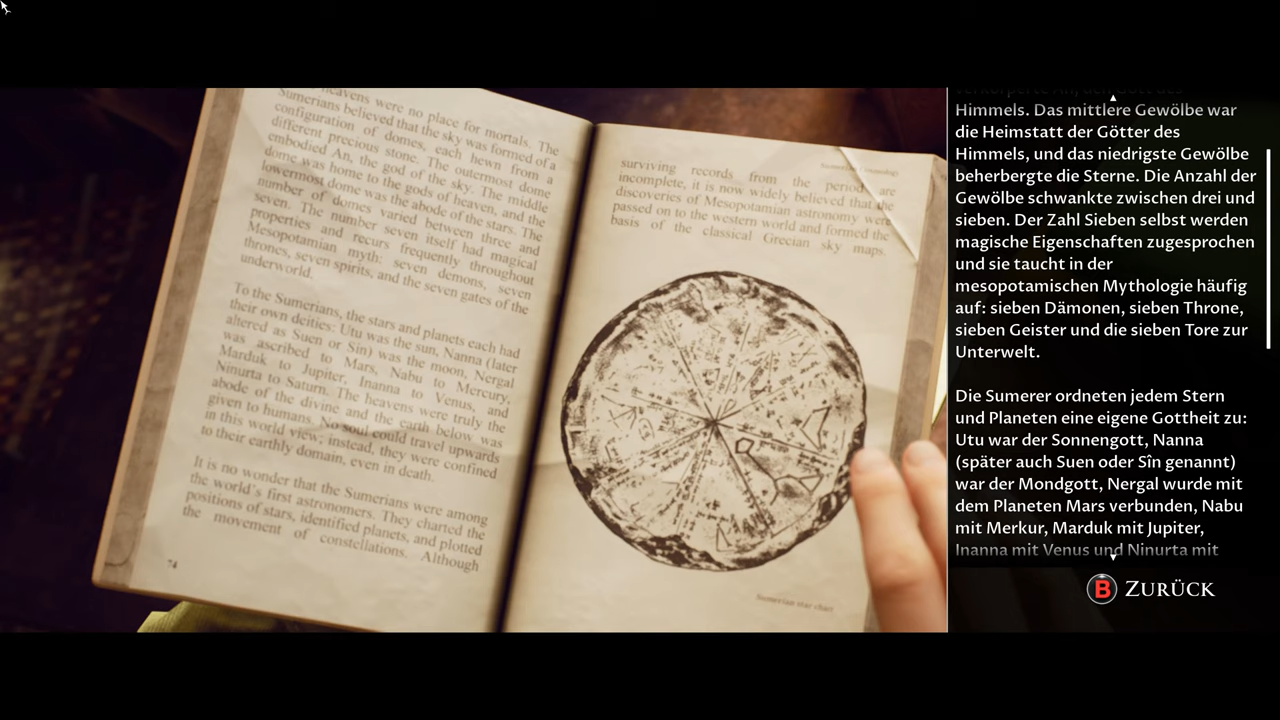 heavens were no place for mortals. The
Sumerians believed that the sky was formed of a
configuration of domes, each hewn from a
different precious stone. The outermost dome
embodied An, the god of the sky. The middle
dome was home to the gods of heaven, and the
lowermost dome was the abode of the stars. The
number of domes varied between three and
seven. The number seven itself had magical
properties and recurs frequently throughout
Mesopotamian myth: seven demons, seven
thrones, seven spirits, and the seven gates of the
underworld.
To the Sumerians, the stars and planets each had
their own deities: Utu was the sun, Nanna (later
altered as Suen or Sin) was the moon, Nergal
was ascribed to Mars, Nabu to Mercury,
Marduk to Jupiter, Inanna to Venus, and
Ninurta to Saturn. The heavens were truly the
abode of the divine and the earth below was
given to humans. No soul could travel upwards
in this world view; instead, they were confined
to their earthly domain, even in death.
It is no wonder that the Sumerians were among
the world's first astronomers. They charted the
positions of stars, identified planets, and plotted
the movement of constellations. Although
74
surviving records from the period are
incomplete, it is now widely believed that the
discoveries of Mesopotamian astronomy were
passed on to the western world and formed the
basis of the classical Grecian sky maps.
Sumerian star chart
Himmels. Das mittlere Gewölbe war
die Heimstatt der Götter des
Himmels, und das niedrigste Gewölbe
beherbergte die Sterne. Die Anzahl der
Gewölbe schwankte zwischen drei und
sieben. Der Zahl Sieben selbst werden
magische Eigenschaften zugesprochen
und sie taucht in der
mesopotamischen Mythologie häufig
auf: sieben Dämonen, sieben Throne,
sieben Geister und die sieben Tore zur
Unterwelt.
Die Sumerer ordneten jedem Stern
und Planeten eine eigene Gottheit zu:
Utu war der Sonnengott, Nanna
(später auch Suen oder Sîn genannt)
war der Mondgott, Nergal wurde mit
dem Planeten Mars verbunden, Nabu
mit Merkur, Marduk mit Jupiter,
Inanna mit Venus und Ninurta mit
B ZURÜCK